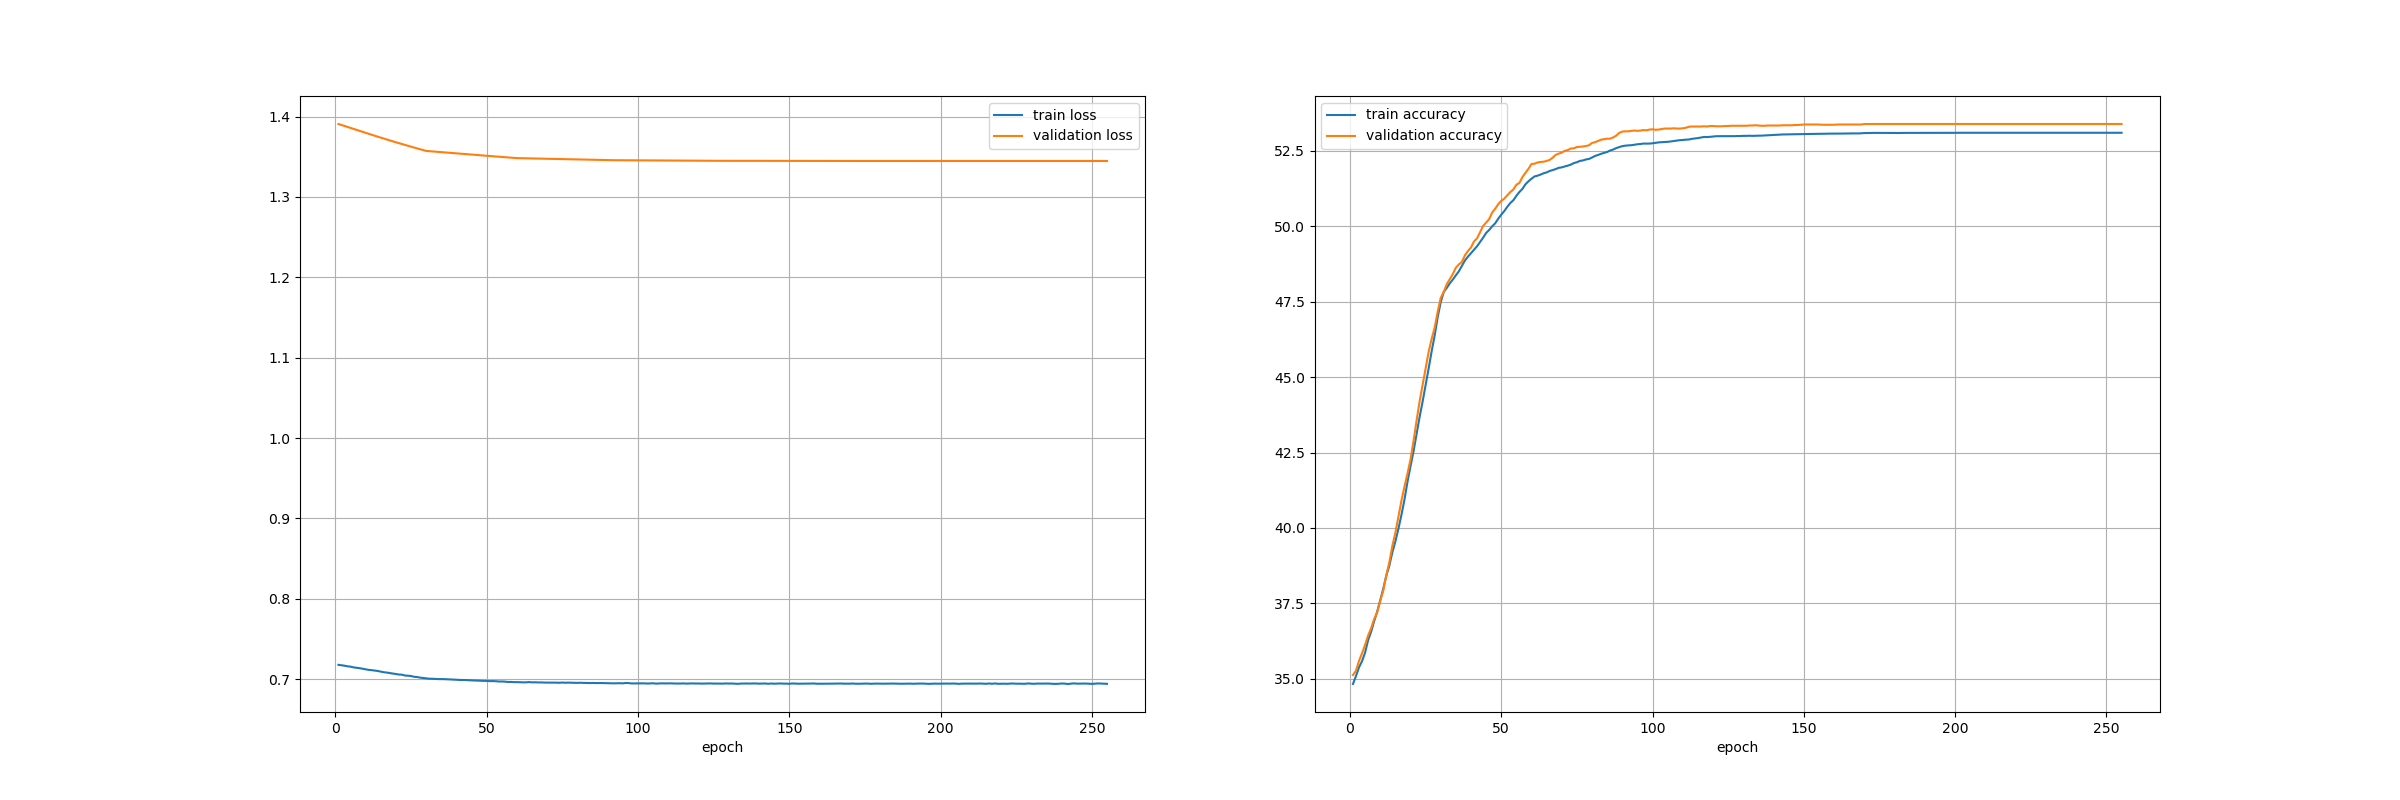 1.4
1.3
1.2
1.1
1.0
0.9
0.8
0.7
0 50 100 150 200 250
epoch
train loss
validation loss
52.5
50.0
47.5
45.0
42.5
40.0
37.5
35.0
0 50 100 150 200 250
epoch
train accuracy
validation accuracy